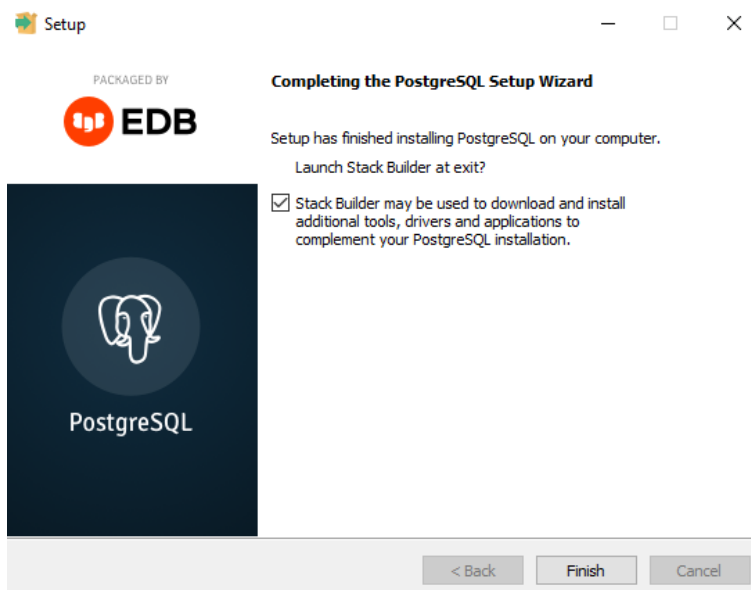 Setup
PACKAGED BY
EDB
PostgreSQL
Completing the PostgreSQL Setup Wizard
Setup has finished installing PostgreSQL on your computer.
Launch Stack Builder at exit?
Stack Builder may be used to download and install
additional tools, drivers and applications to
complement your PostgreSQL installation.
< Back
Finish
Cancel